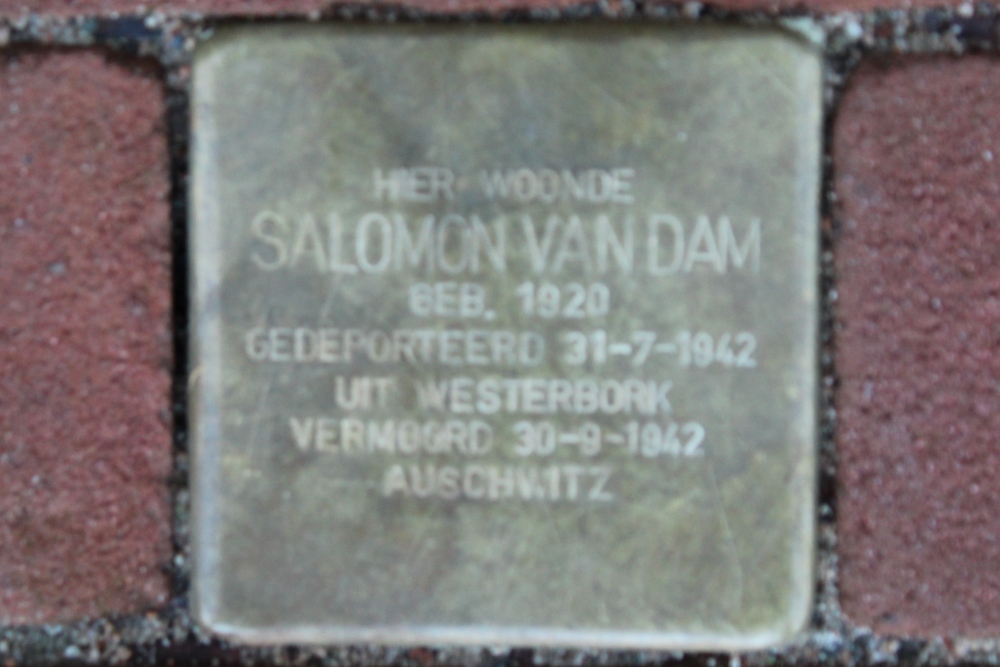 HIER WOONDE
SALOMON VAN DAM
GEB. 1920
GEDEPORTEERD 31-7-1942
UIT WESTERBORK
VERMOORD 30-9-1942
AUSCHWITZ